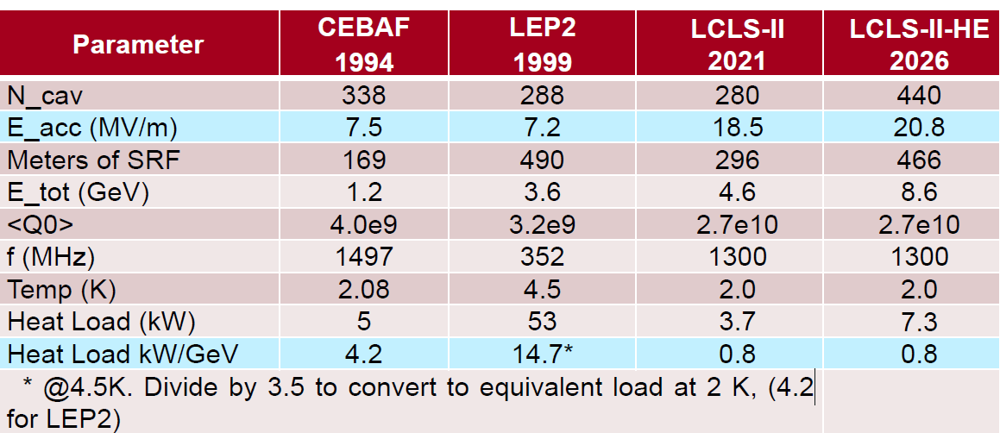 Parameter CEBAF 1994 LEP2 1999 LCLS-II 2021 LCLS-II-HE 2026
N_cav 338 288 280 440
E_acc (MV/m) 7.5 7.2 18.5 20.8
Meters of SRF 169 490 296 466
E_tot (GeV) 1.2 3.6 4.6 8.6
<Q0> 4.0e9 3.2e9 2.7e10 2.7e10
f (MHz) 1497 352 1300 1300
Temp (K) 2.08 4.5 2.0 2.0
Heat Load (kW) 5 53 3.7 7.3
Heat Load kW/GeV 4.2 14.7* 0.8 0.8
* @4.5K. Divide by 3.5 to convert to equivalent load at 2 K, (4.2
for LEP2)